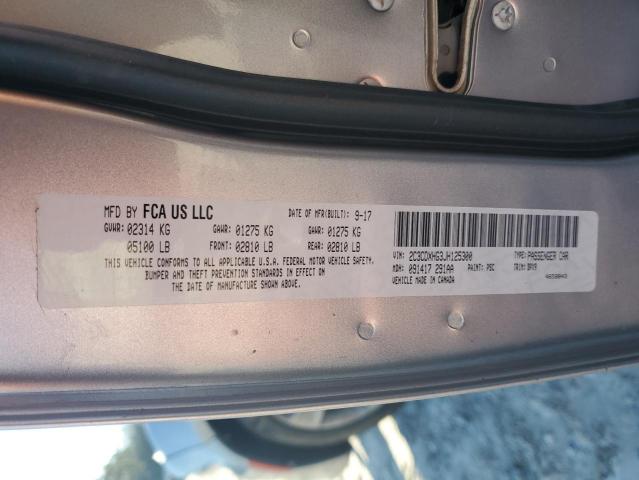 MFD BY FCA US LLC
DATE OF MFR(BUILT): 9-17
GVWR: 02314 KG GAWR: 01275 KG GAWR: 01275 KG
05100 LB FRONT: 02810 LB REAR: 02810 LB
THIS VEHICLE CONFORMS TO ALL APPLICABLE U.S.A. FEDERAL MOTOR VEHICLE SAFETY,
BUMPER AND THEFT PREVENTION STANDARDS IN EFFECT ON
THE DATE OF MANUFACTURE SHOWN ABOVE.
VIN: 2C3CDXHG3JH125300 TYPE: PASSENGER CAR
MDH: 091417 291AA PAINT: PSC TRIM: DPX9
VEHICLE MADE IN CANADA